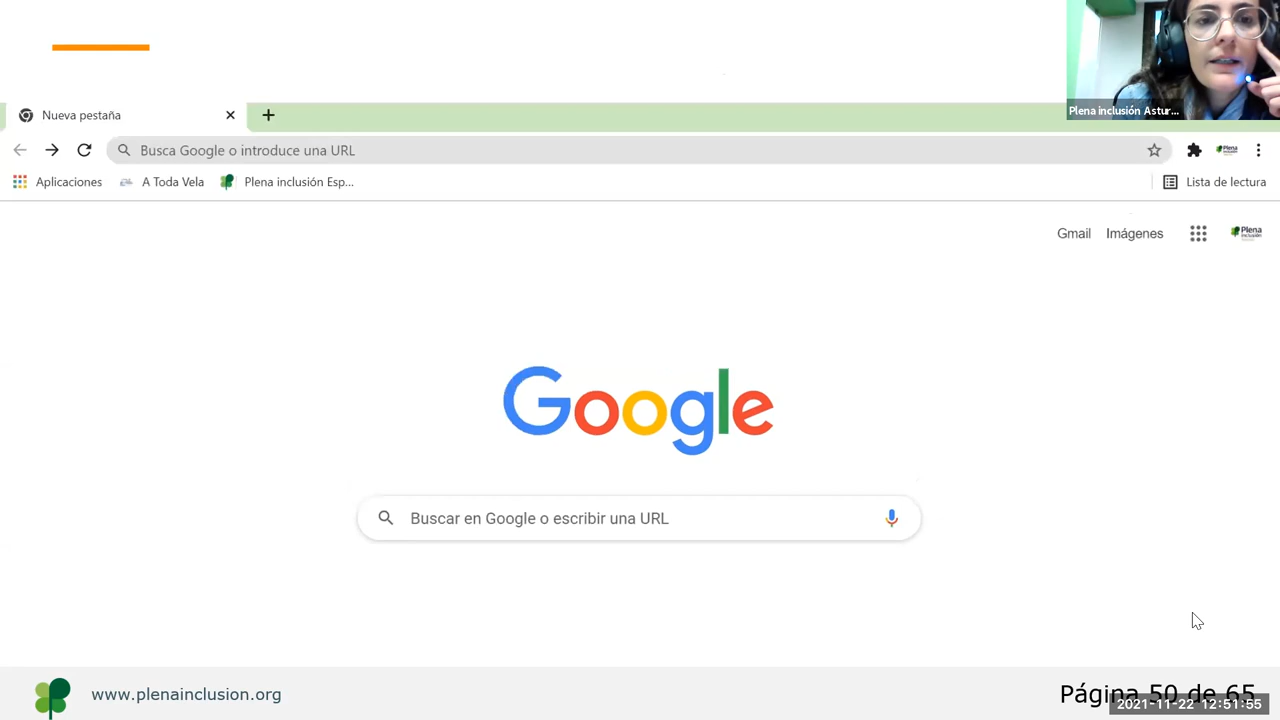 Plena inclusión Astur...
Nueva pestaña
Busca Google o introduce una URL
Aplicaciones
A Toda Vela
Plena inclusión Esp...
Lista de lectura
Gmail
Imágenes
Plena
inclusión
Google
Buscar en Google o escribir una URL
www.plenainclusion.org
Página 50 de 65
2021-11-22 12:51:55